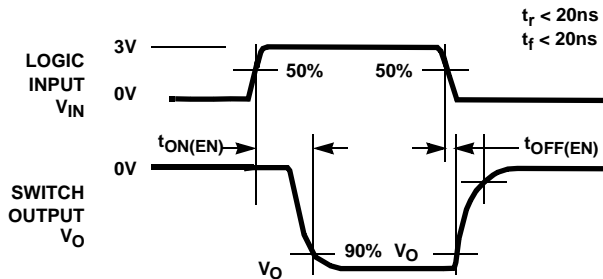 t_r < 20ns
t_f < 20ns
3V
LOGIC
INPUT
V_IN
50%
50%
0V
t_ON(EN)
t_OFF(EN)
0V
SWITCH
OUTPUT
V_O
90%
V_O
V_O